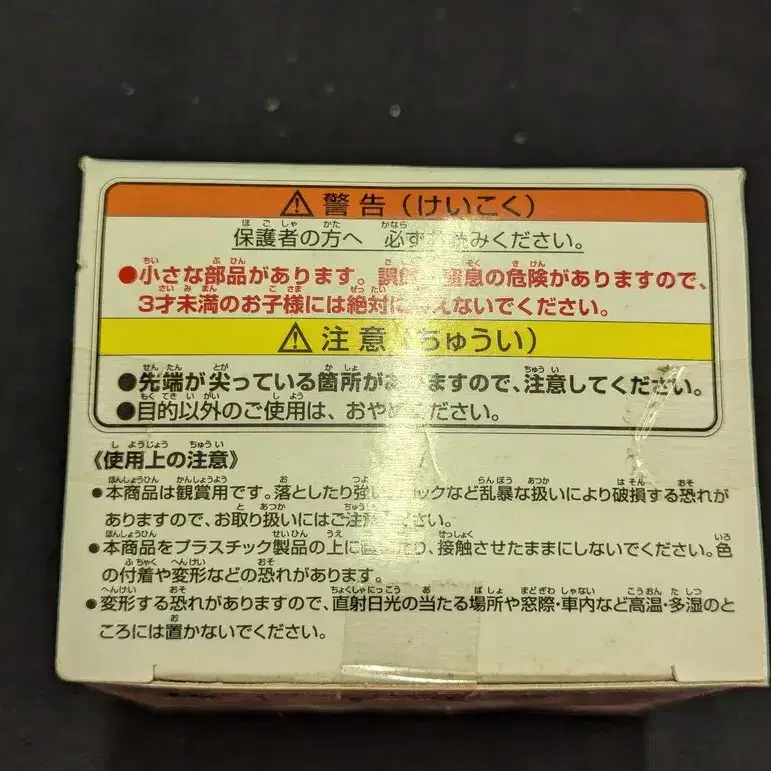 ⚠警告(けいこく)
保護者の方へ 必ず 読みください。
●小さな部品があります。誤飲 窒息の危険がありますので、
3才未満のお子様には絶対に えないでください。
⚠注意(ちゅうい)
●先端が尖っている箇所がありますので、注意してください。
●目的以外のご使用は、おやめください。
《使用上の注意》
●本商品は観賞用です。落としたり強い ックなど乱暴な扱いにより破損する恐れが
ありますので、お取り扱いにはご注意ください。
●本商品をプラスチック製品の上に置いたり、接触させたままにしないでください。色
の付着や変形などの恐れがあります。
●変形する恐れがありますので、直射日光の当たる場所や窓際・車内など高温・多湿のと
ころには置かないでください。